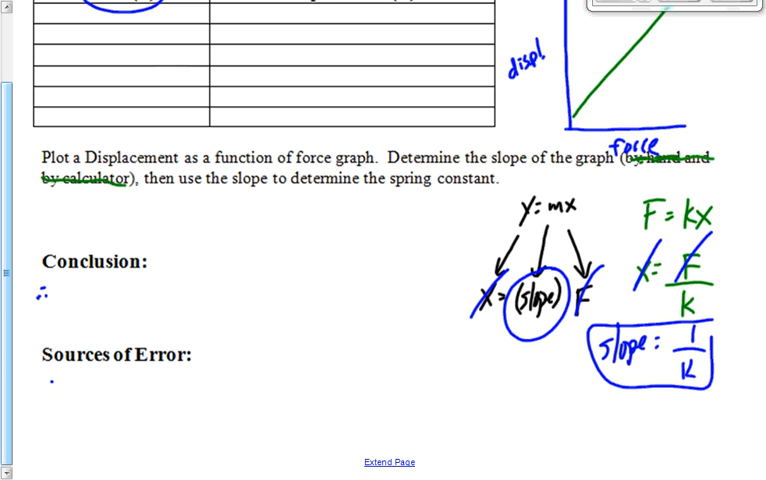 displ
force
Plot a Displacement as a function of force graph. Determine the slope of the graph (by hand and
by calculator), then use the slope to determine the spring constant.
y = mx
F = kx
x = F/k
X = (slope) F
slope = 1/k
Conclusion:
∴
Sources of Error:
Extend Page